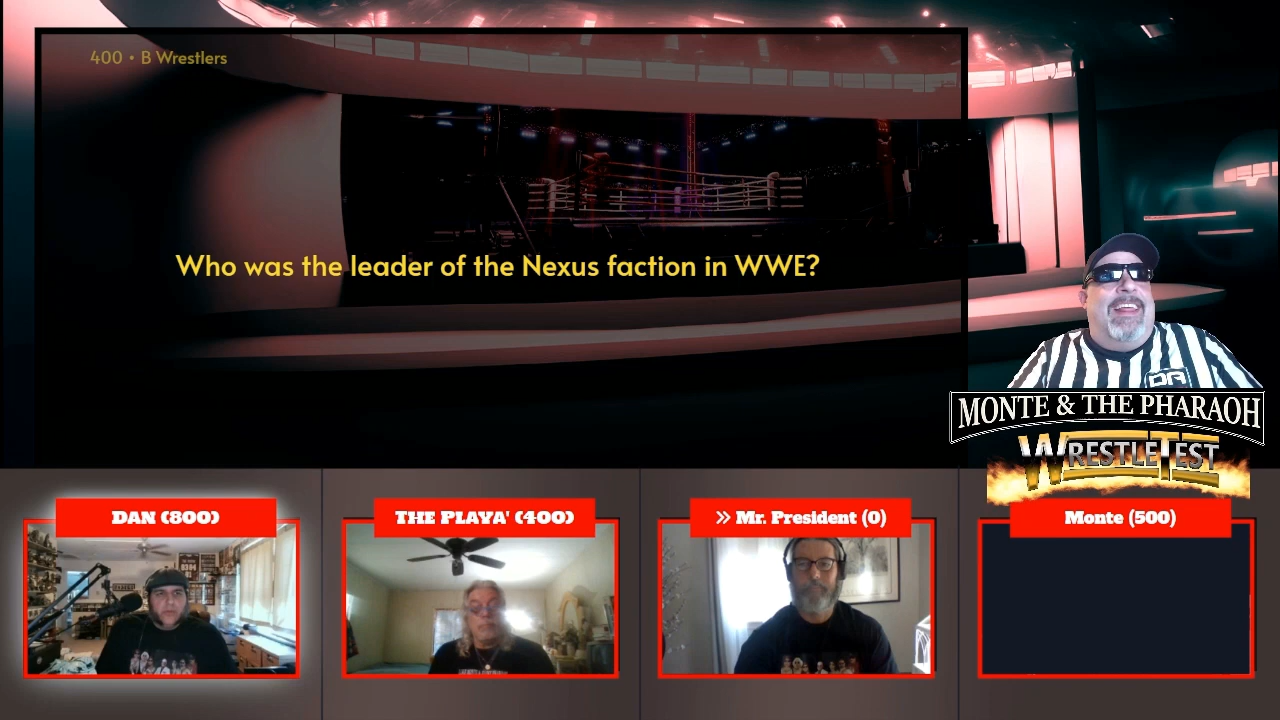 400 • B Wrestlers
Who was the leader of the Nexus faction in WWE?
DA
MONTE & THE PHARAOH
WRESTLETEST
DAN (800)
THE PLAYA' (400)
» Mr. President (0)
Monte (500)